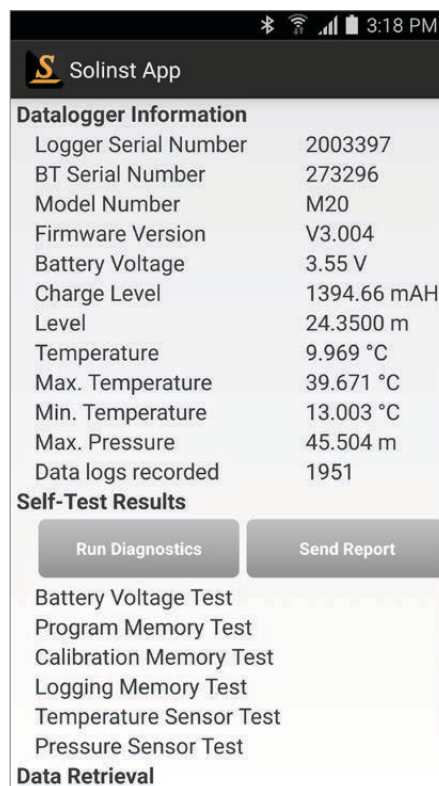 3:18 PM
S Solinst App
Datalogger Information
Logger Serial Number 2003397
BT Serial Number 273296
Model Number M20
Firmware Version V3.004
Battery Voltage 3.55 V
Charge Level 1394.66 mAH
Level 24.3500 m
Temperature 9.969 °C
Max. Temperature 39.671 °C
Min. Temperature 13.003 °C
Max. Pressure 45.504 m
Data logs recorded 1951
Self-Test Results
Run Diagnostics Send Report
Battery Voltage Test
Program Memory Test
Calibration Memory Test
Logging Memory Test
Temperature Sensor Test
Pressure Sensor Test
Data Retrieval